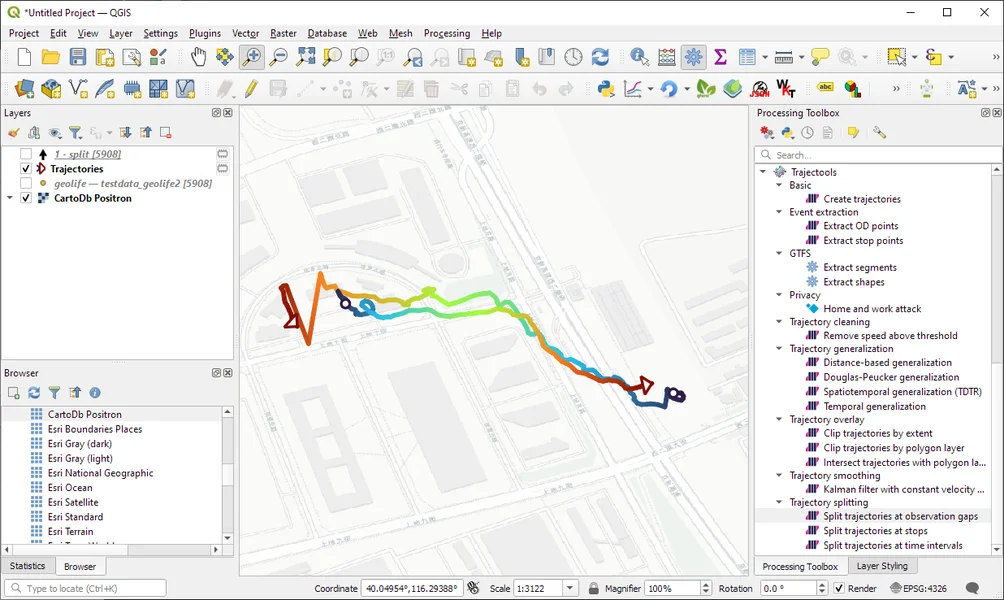 *Untitled Project — QGIS
Project Edit View Layer Settings Plugins Vector Raster Database Web Mesh Processing Help
JSON
WKT
abc
Layers
1 - split [5908]
Trajectories
geolife — testdata_geolife2 [5908]
CartoDb Positron
Browser
CartoDb Positron
Esri Boundaries Places
Esri Gray (dark)
Esri Gray (light)
Esri National Geographic
Esri Ocean
Esri Satellite
Esri Standard
Esri Terrain
Statistics Browser
Processing Toolbox
Search...
Trajectools
Basic
Create trajectories
Event extraction
Extract OD points
Extract stop points
GTFS
Extract segments
Extract shapes
Privacy
Home and work attack
Trajectory cleaning
Remove speed above threshold
Trajectory generalization
Distance-based generalization
Douglas-Peucker generalization
Spatiotemporal generalization (TDTR)
Temporal generalization
Trajectory overlay
Clip trajectories by extent
Clip trajectories by polygon layer
Intersect trajectories with polygon la...
Trajectory smoothing
Kalman filter with constant velocity ...
Trajectory splitting
Split trajectories at observation gaps
Split trajectories at stops
Split trajectories at time intervals
Processing Toolbox Layer Styling
Type to locate (Ctrl+K)
Coordinate 40.04954°,116.29388° Scale 1:3122 Magnifier 100% Rotation 0.0 ° Render EPSG:4326